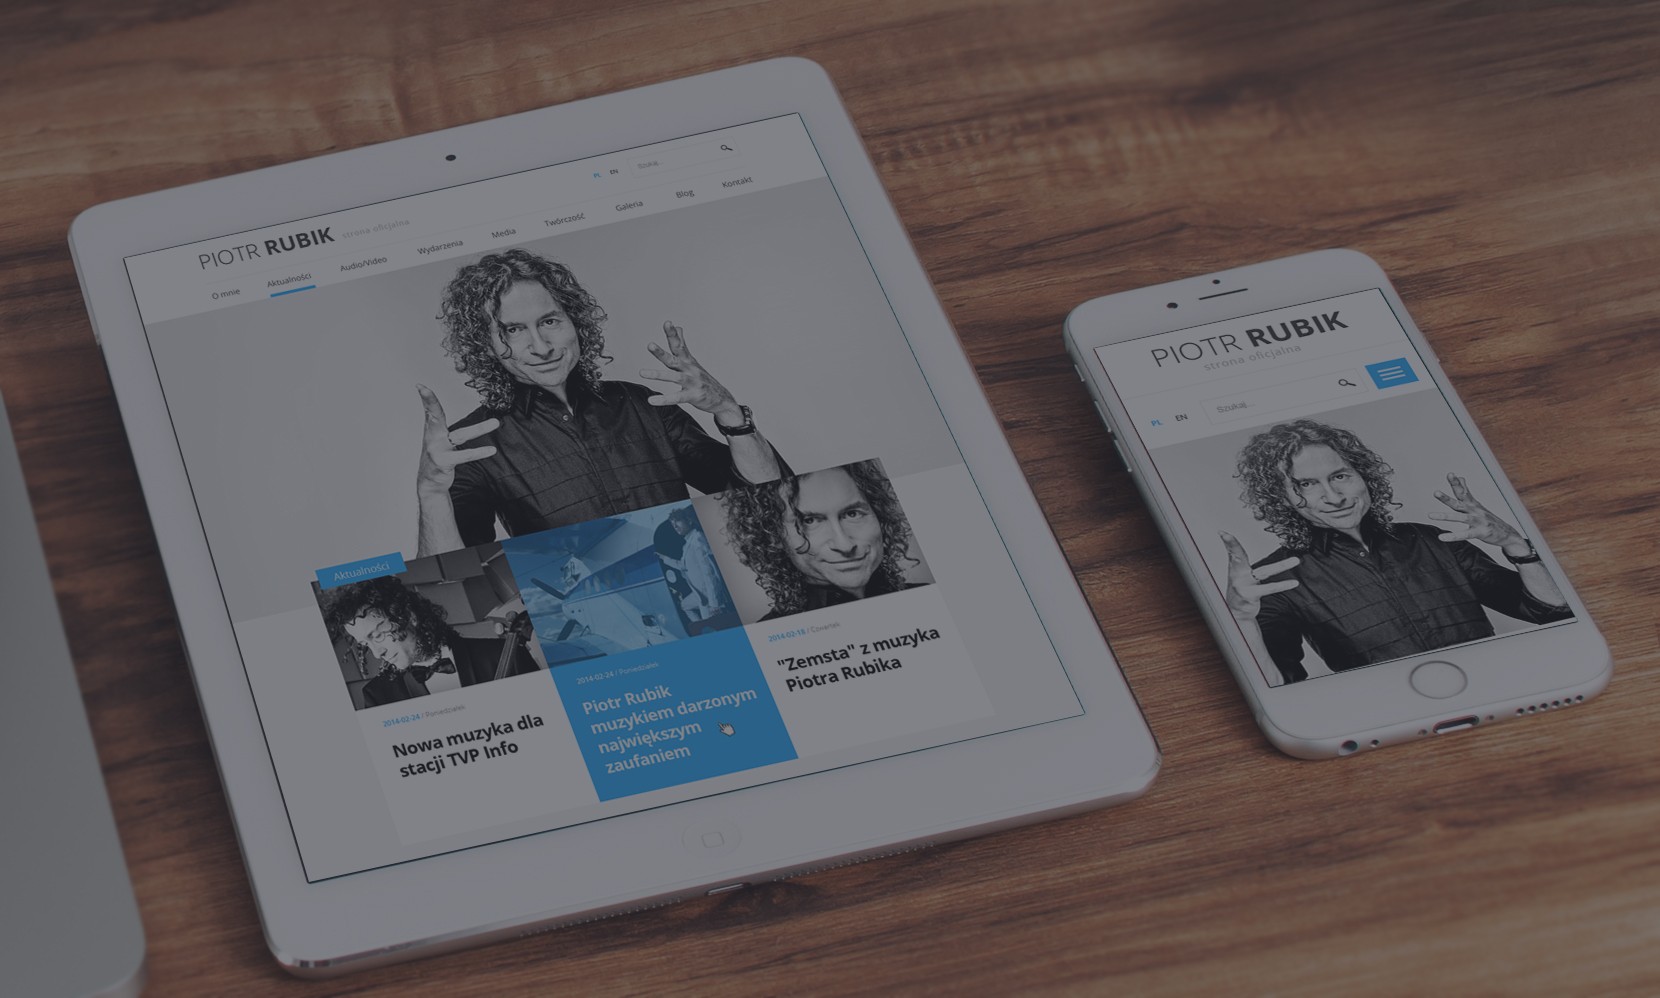 PL EN Szukaj...
PIOTR RUBIK strona oficjalna
O mnie Aktualności Audio/Video Wydarzenia Media Twórczość Galeria Blog Kontakt
Aktualności
2014-02-24 / Poniedziałek
Nowa muzyka dla
stacji TVP Info
2014-02-24 / Poniedziałek
Piotr Rubik
muzykiem darzonym
największym
zaufaniem
2014-02-13 / Czwartek
"Zemsta" z muzyka
Piotra Rubika
PIOTR RUBIK
strona oficjalna
PL EN Szukaj...